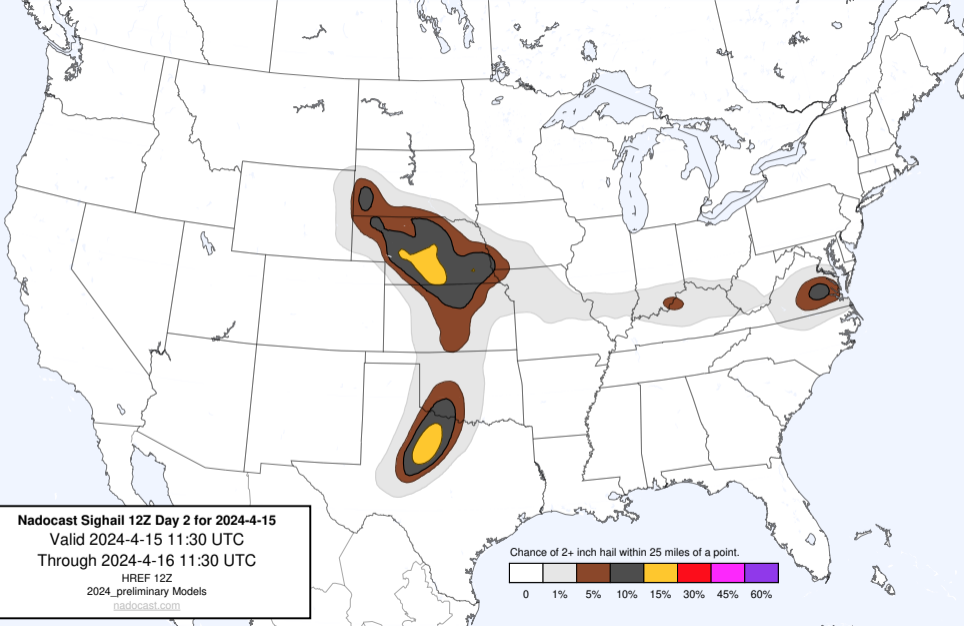 Nadocast Sighail 12Z Day 2 for 2024-4-15
Valid 2024-4-15 11:30 UTC
Through 2024-4-16 11:30 UTC
HREF 12Z
2024_preliminary Models
nadocast.com
Chance of 2+ inch hail within 25 miles of a point.
0 1% 5% 10% 15% 30% 45% 60%